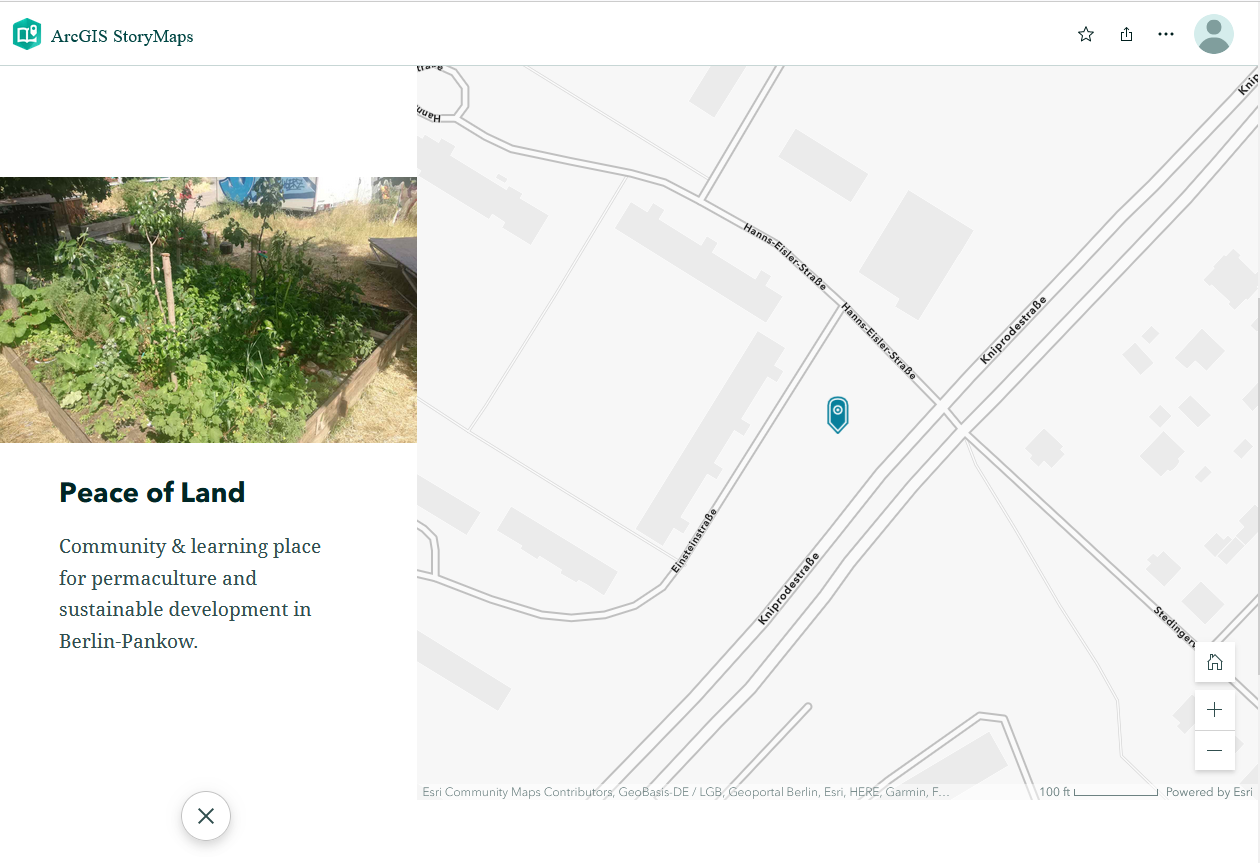 ArcGIS StoryMaps
Peace of Land
Community & learning place
for permaculture and
sustainable development in
Berlin-Pankow.
Hanns-Eisler-Straße
Hanns-Eisler-Straße
Kniprodestraße
Einsteinstraße
Kniprodestraße
Esri Community Maps Contributors, GeoBasis-DE / LGB, Geoportal Berlin, Esri, HERE, Garmin, F...
100 ft
Powered by Esri